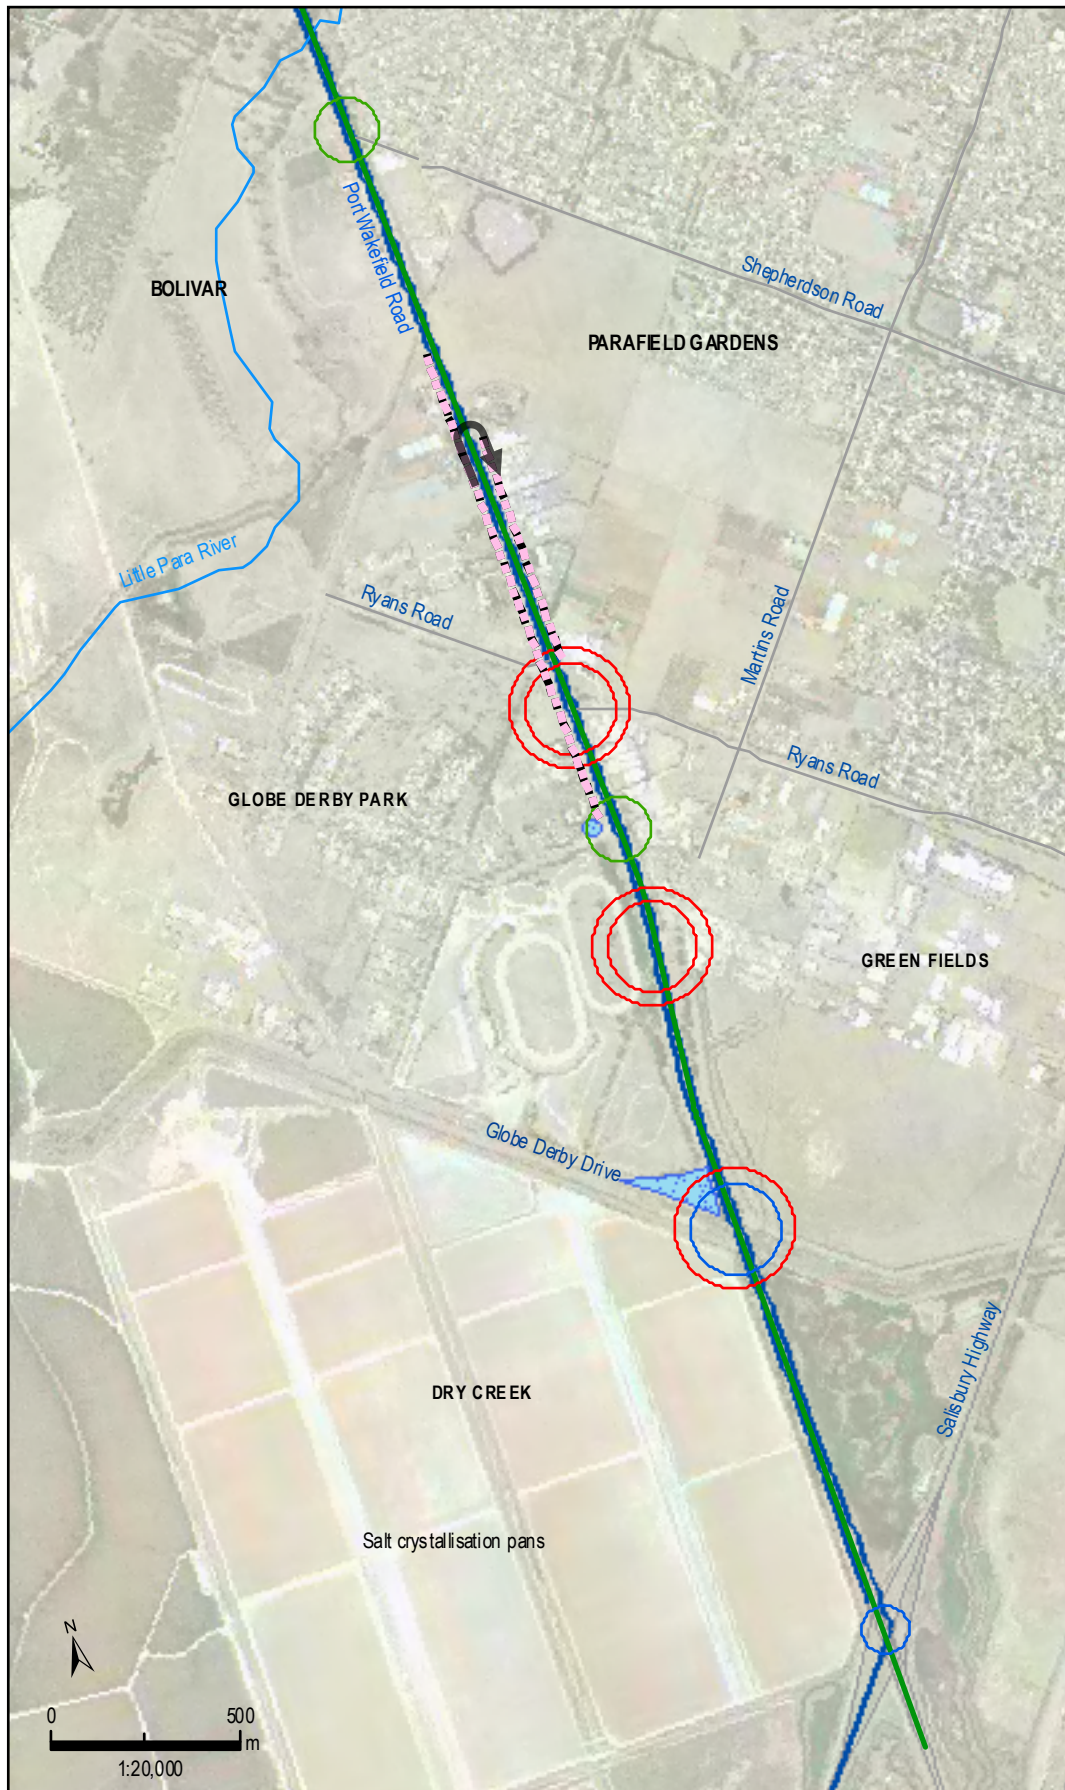 Port Wakefield Road
BOLIVAR
Shepherdson Road
PARAFIELD GARDENS
Little Para River
Ryans Road
Martins Road
Ryans Road
GLOBE DERBY PARK
GREEN FIELDS
Globe Derby Drive
Salisbury Highway
DRY CREEK
Salt crystallisation pans
N
0 500
m
1:20,000